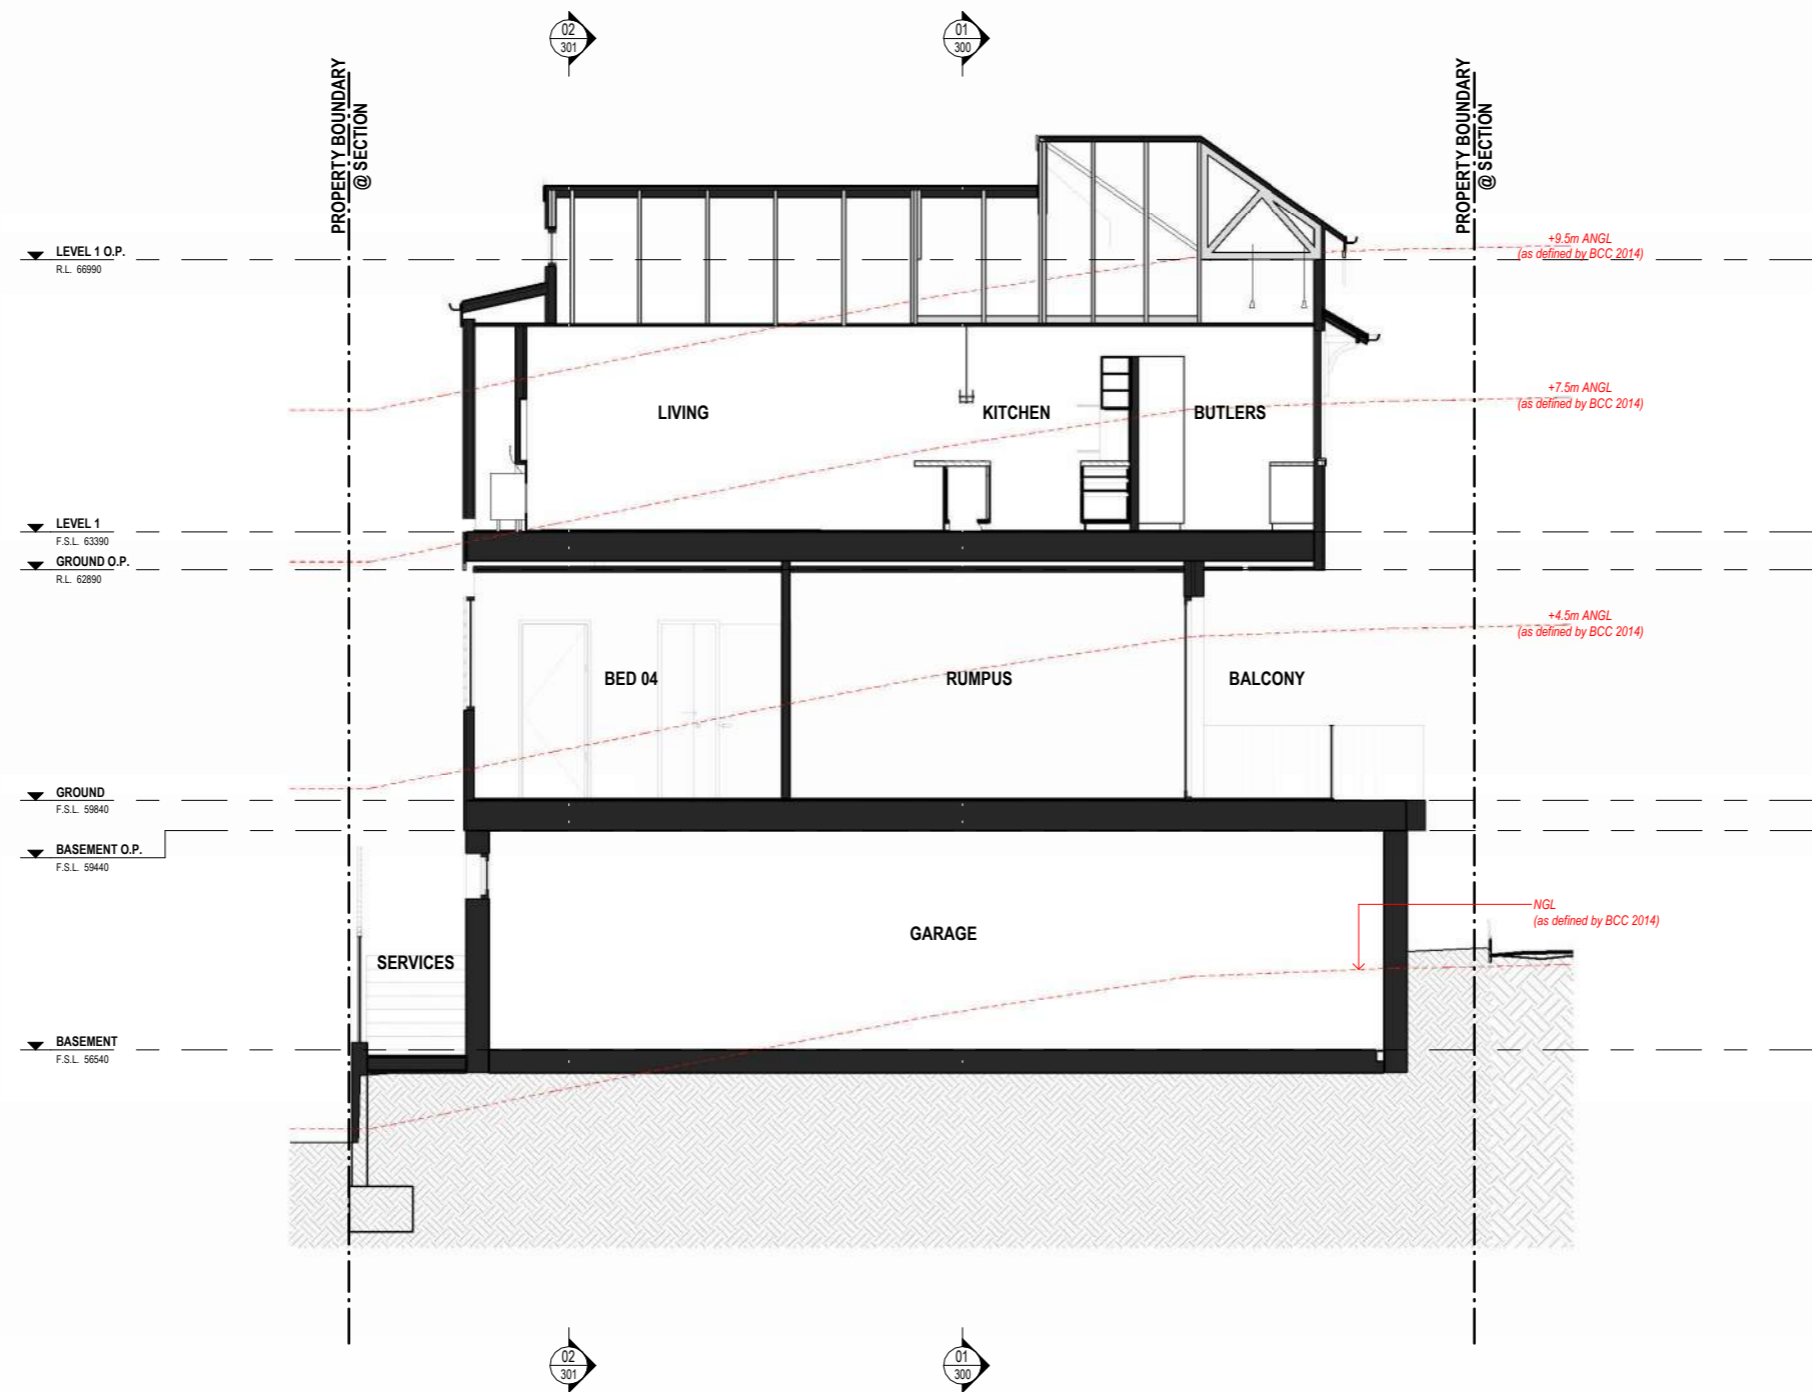 02
301
01
300
PROPERTY BOUNDARY
@ SECTION
PROPERTY BOUNDARY
@ SECTION
LEVEL 1 O.P.
R.L. 66990
+9.5m ANGL
(as defined by BCC 2014)
+7.5m ANGL
(as defined by BCC 2014)
LIVING
KITCHEN
BUTLERS
LEVEL 1
F.S.L. 63390
GROUND O.P.
R.L. 62890
+4.5m ANGL
(as defined by BCC 2014)
BED 04
RUMPUS
BALCONY
GROUND
F.S.L. 59840
BASEMENT O.P.
F.S.L. 59440
NGL
(as defined by BCC 2014)
GARAGE
SERVICES
BASEMENT
F.S.L. 56540
02
301
01
300